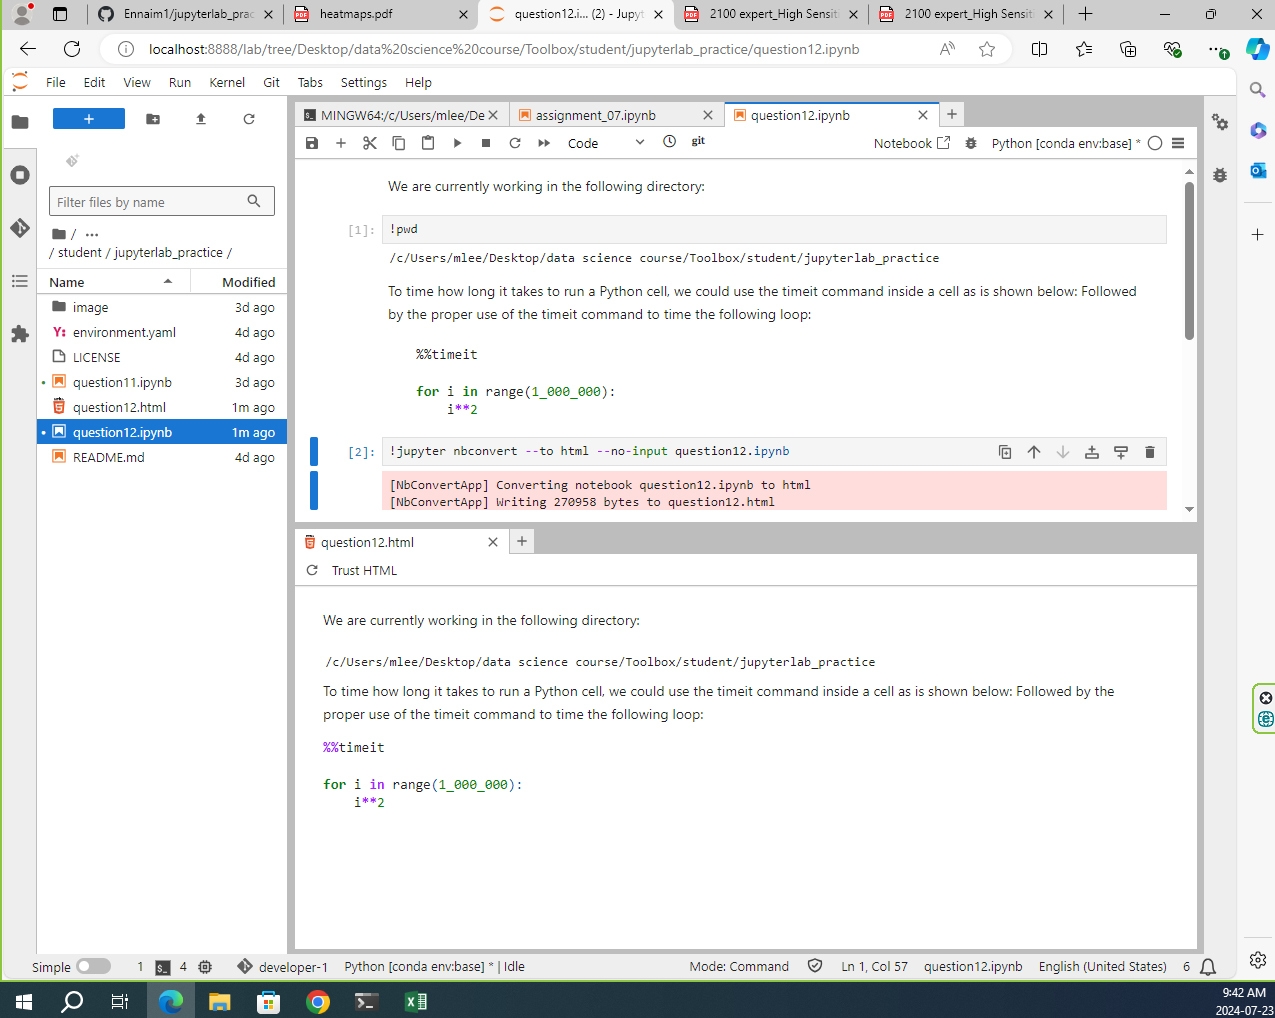 Ennaim1/jupyterlab_prac
heatmaps.pdf
question12.i... (2) - Jupyt
2100 expert_High Sensiti
2100 expert_High Sensiti
localhost:8888/lab/tree/Desktop/data%20science%20course/Toolbox/student/jupyterlab_practice/question12.ipynb
File Edit View Run Kernel Git Tabs Settings Help
MINGW64:/c/Users/mlee/De
assignment_07.ipynb
question12.ipynb
Code
git
Notebook
Python [conda env:base] *
Filter files by name
/ ...
/ student / jupyterlab_practice /
Name Modified
image 3d ago
Y: environment.yaml 4d ago
LICENSE 4d ago
question11.ipynb 3d ago
question12.html 1m ago
question12.ipynb 1m ago
README.md 4d ago
We are currently working in the following directory:
[1]: !pwd
/c/Users/mlee/Desktop/data science course/Toolbox/student/jupyterlab_practice
To time how long it takes to run a Python cell, we could use the timeit command inside a cell as is shown below: Followed
by the proper use of the timeit command to time the following loop:
%%timeit
for i in range(1_000_000):
i**2
[2]: !jupyter nbconvert --to html --no-input question12.ipynb
[NbConvertApp] Converting notebook question12.ipynb to html
[NbConvertApp] Writing 270958 bytes to question12.html
question12.html
Trust HTML
We are currently working in the following directory:
/c/Users/mlee/Desktop/data science course/Toolbox/student/jupyterlab_practice
To time how long it takes to run a Python cell, we could use the timeit command inside a cell as is shown below: Followed by the
proper use of the timeit command to time the following loop:
%%timeit
for i in range(1_000_000):
i**2
Simple 1 4 developer-1 Python [conda env:base] * | Idle Mode: Command Ln 1, Col 57 question12.ipynb English (United States) 6
9:42 AM
2024-07-23